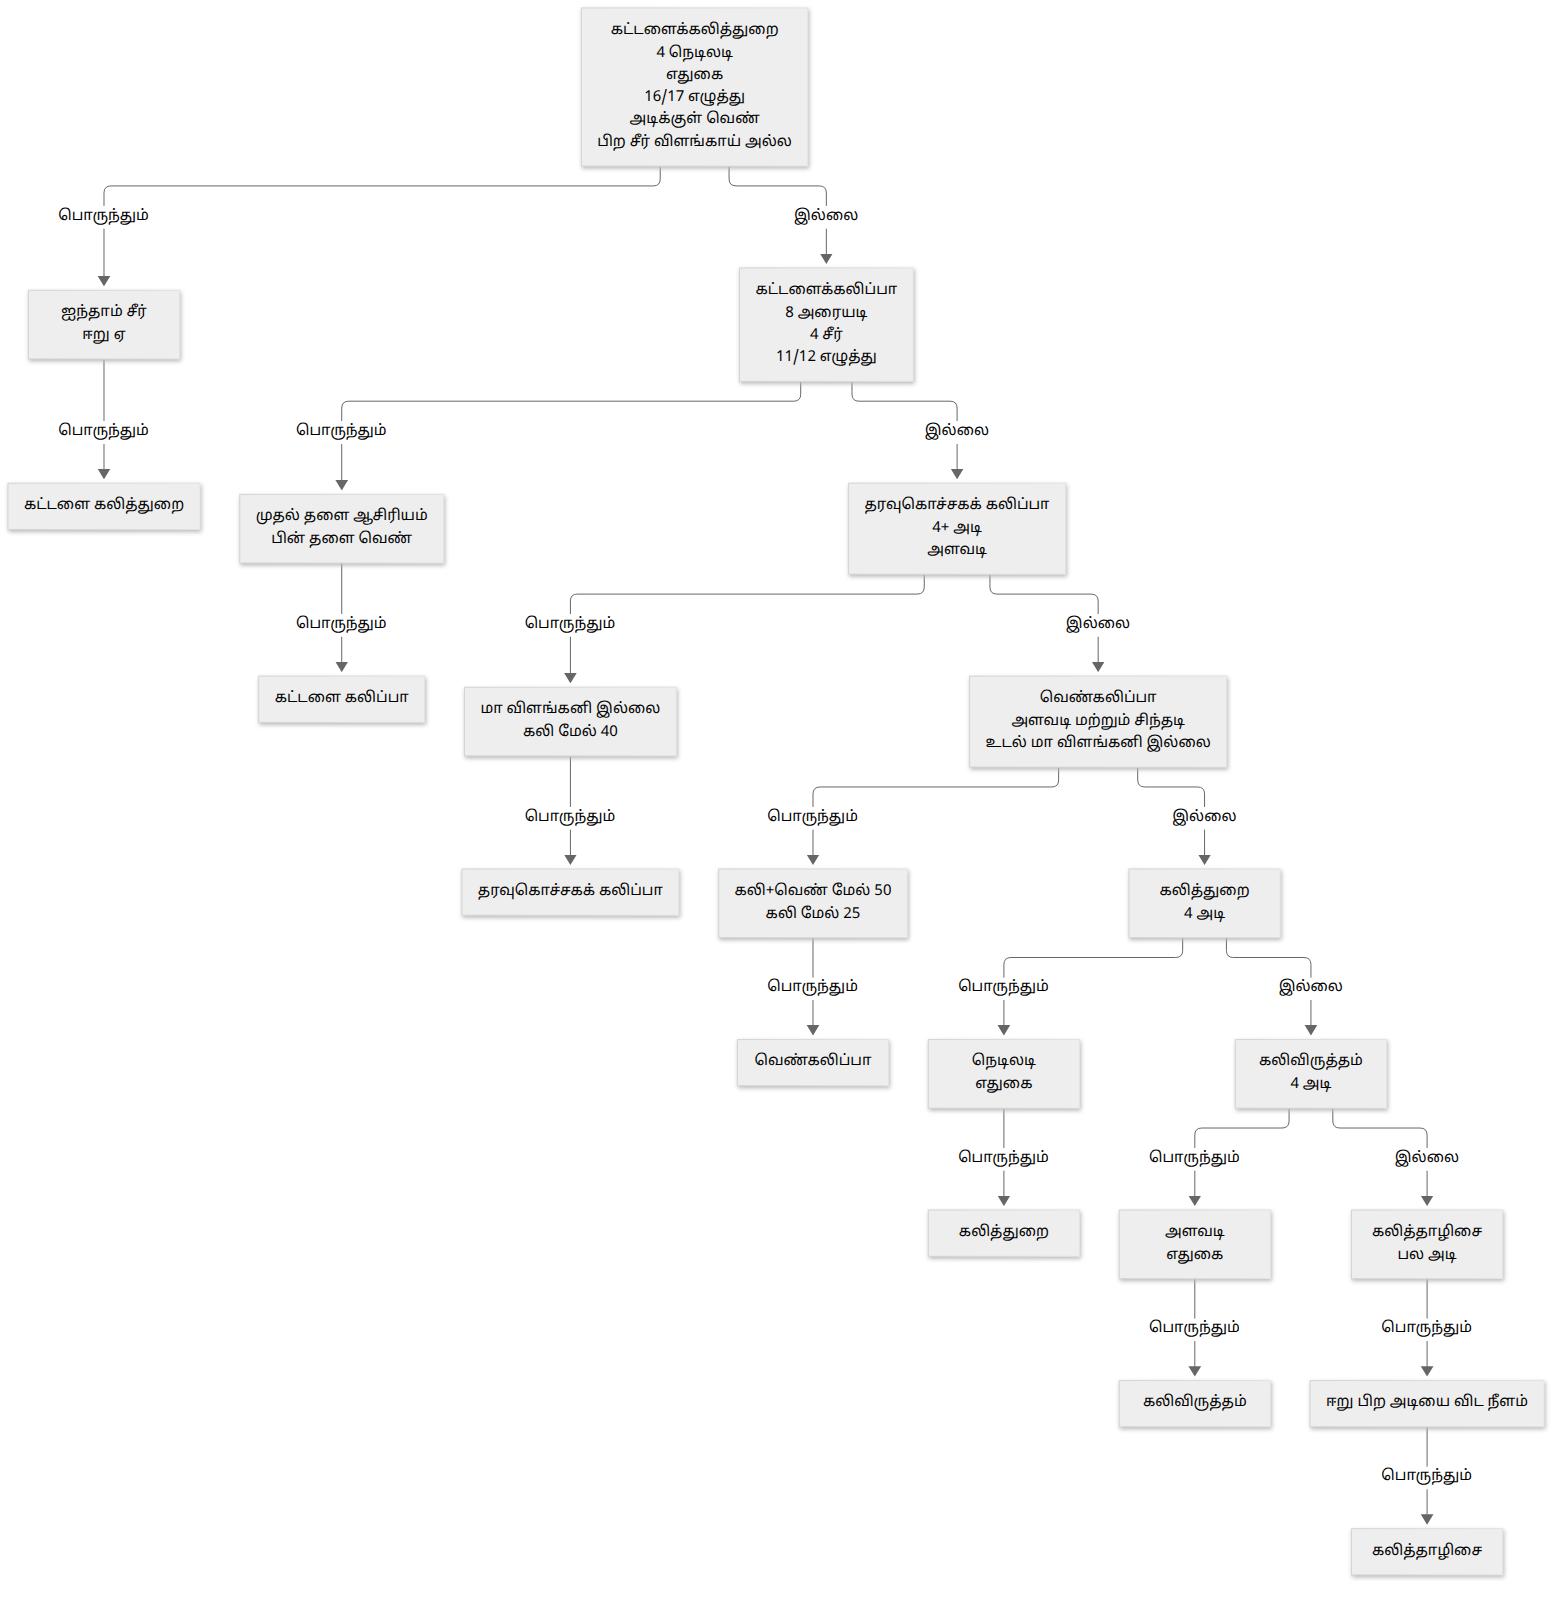 கட்டளைக்கலித்துறை
4 நெடிலடி
எதுகை
16/17 எழுத்து
அடிக்குள் வெண்
பிற சீர் விளங்காய் அல்ல
பொருந்தும்
இல்லை
ஐந்தாம் சீர்
ஈறு ஏ
கட்டளைக்கலிப்பா
8 அரையடி
4 சீர்
11/12 எழுத்து
பொருந்தும்
பொருந்தும்
இல்லை
கட்டளை கலித்துறை
முதல் தளை ஆசிரியம்
பின் தளை வெண்
தரவுகொச்சகக் கலிப்பா
4+ அடி
அளவடி
பொருந்தும்
பொருந்தும்
இல்லை
கட்டளை கலிப்பா
மா விளங்கனி இல்லை
கலி மேல் 40
வெண்கலிப்பா
அளவடி மற்றும் சிந்தடி
உடல் மா விளங்கனி இல்லை
பொருந்தும்
பொருந்தும்
இல்லை
தரவுகொச்சகக் கலிப்பா
கலி+வெண் மேல் 50
கலி மேல் 25
கலித்துறை
4 அடி
பொருந்தும்
பொருந்தும்
இல்லை
வெண்கலிப்பா
நெடிலடி
எதுகை
கலிவிருத்தம்
4 அடி
பொருந்தும்
பொருந்தும்
இல்லை
கலித்துறை
அளவடி
எதுகை
கலித்தாழிசை
பல அடி
பொருந்தும்
பொருந்தும்
கலிவிருத்தம்
ஈறு பிற அடியை விட நீளம்
பொருந்தும்
கலித்தாழிசை